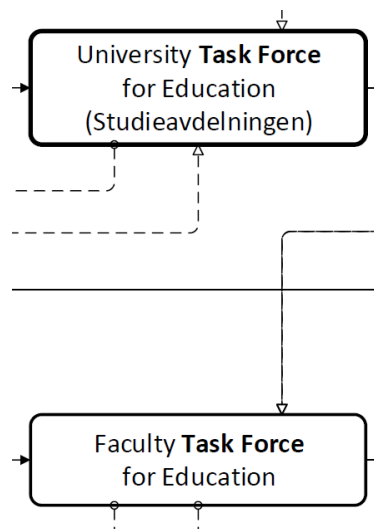 University Task Force
for Education
(Studieavdelningen)
Faculty Task Force
for Education